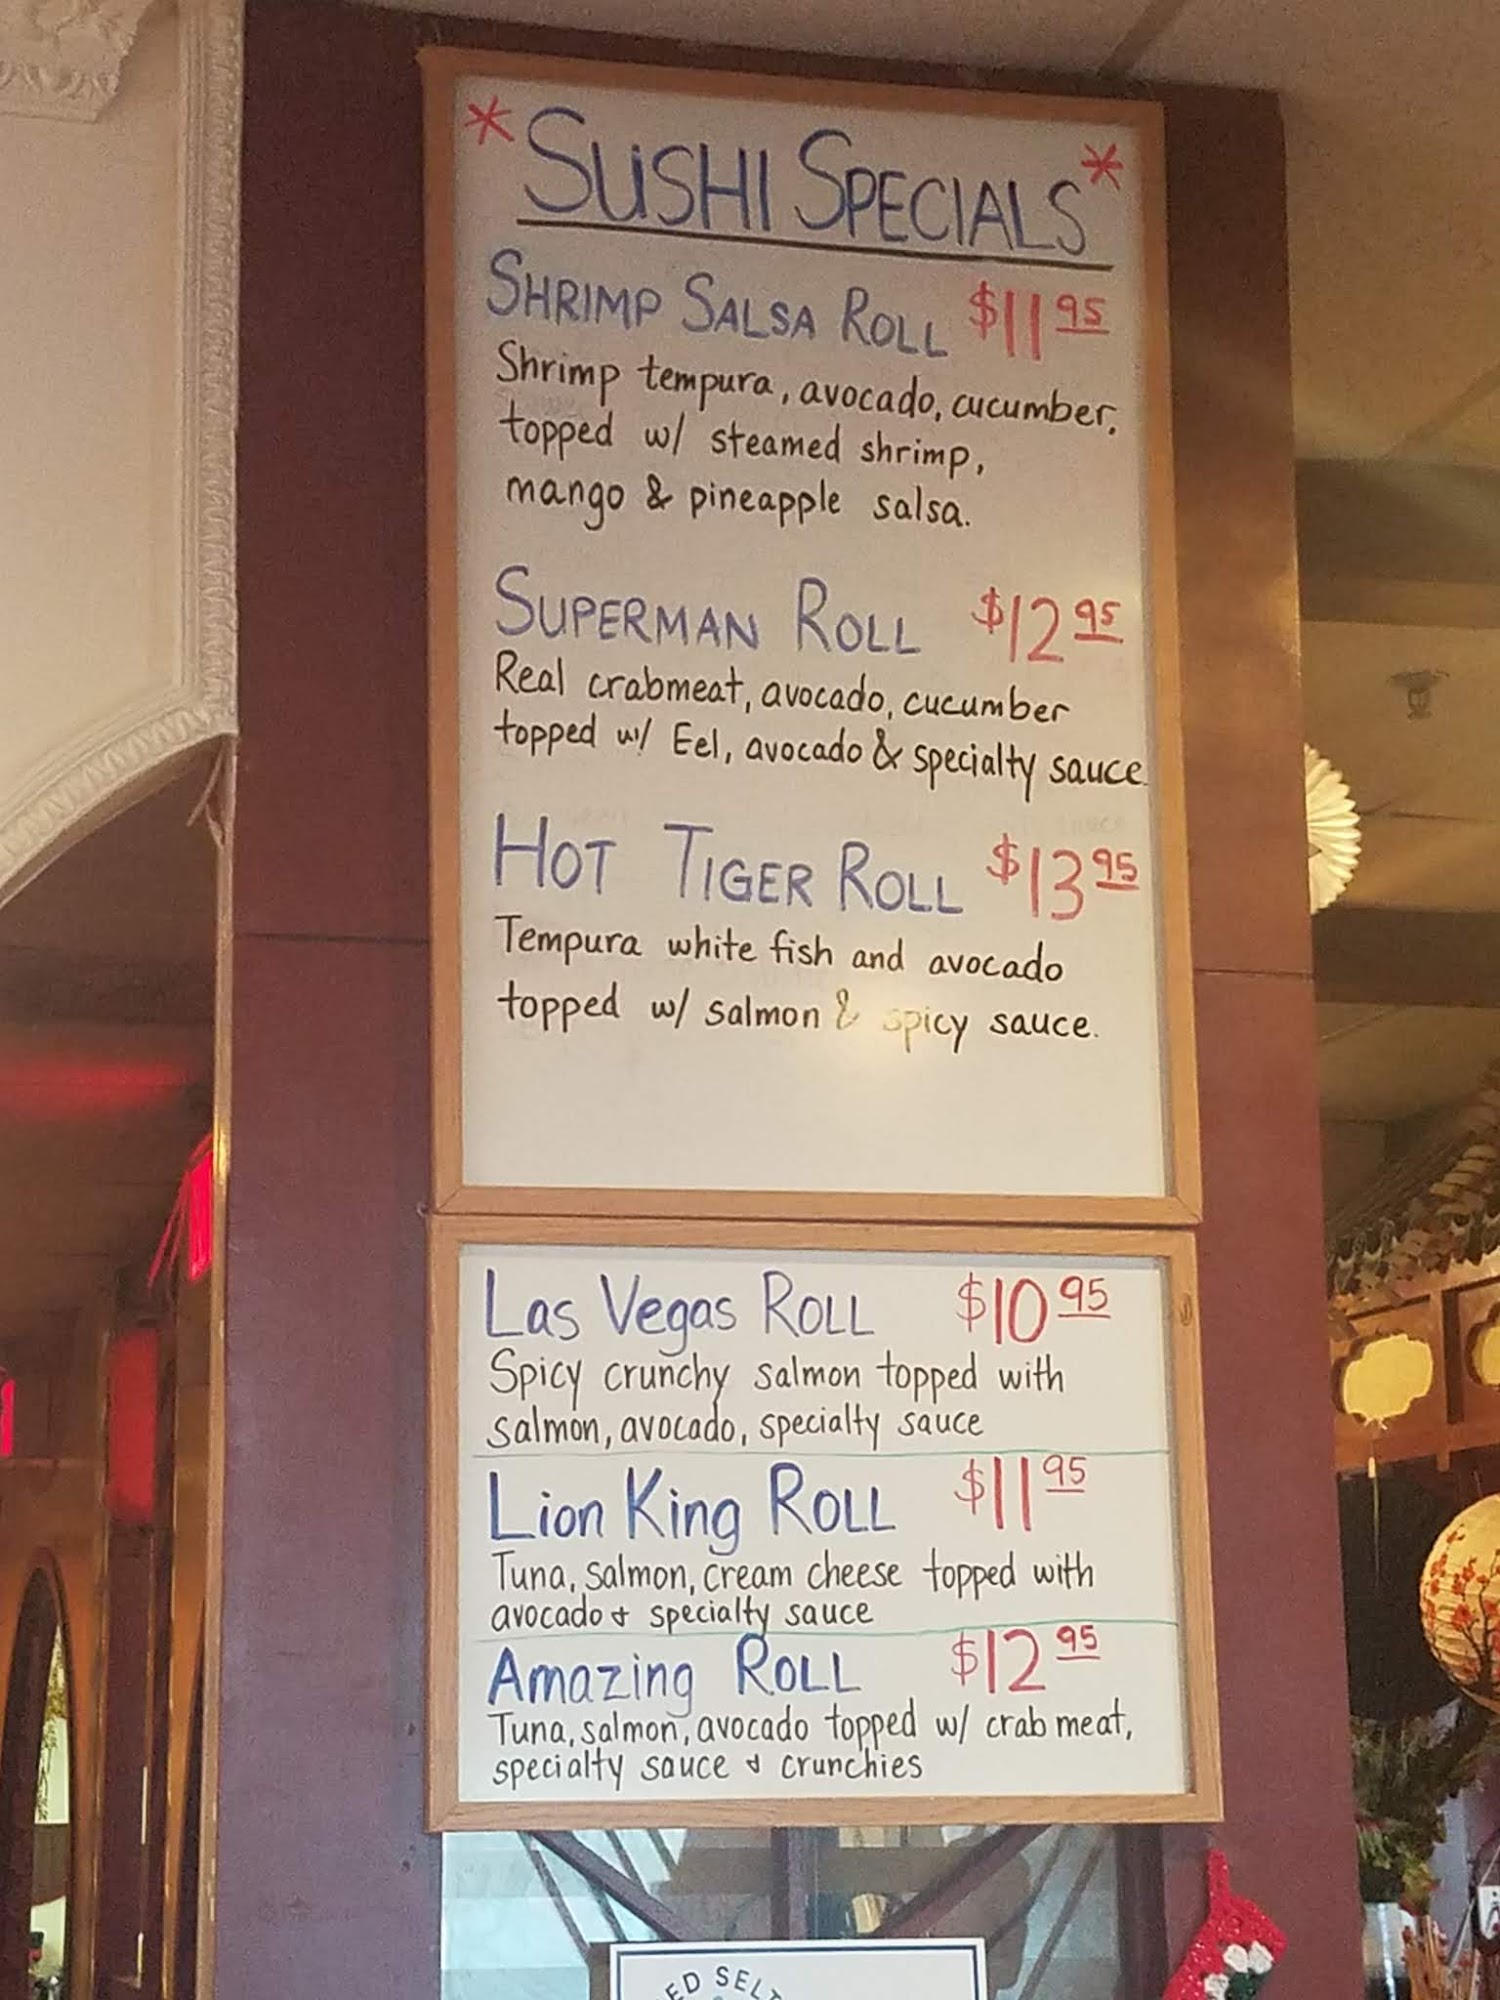 * SUSHI SPECIALS *
SHRIMP SALSA ROLL $11 95
Shrimp tempura, avocado, cucumber,
topped w/ steamed shrimp,
mango & pineapple salsa.
SUPERMAN ROLL $12 95
Real crabmeat, avocado, cucumber
topped w/ Eel, avocado & specialty sauce.
HOT TIGER ROLL $13 95
Tempura white fish and avocado
topped w/ salmon & spicy sauce.
Las Vegas ROLL $10 95
Spicy crunchy salmon topped with
salmon, avocado, specialty sauce
Lion King ROLL $11 95
Tuna, salmon, cream cheese topped with
avocado & specialty sauce
Amazing ROLL $12 95
Tuna, salmon, avocado topped w/ crab meat,
specialty sauce & crunchies